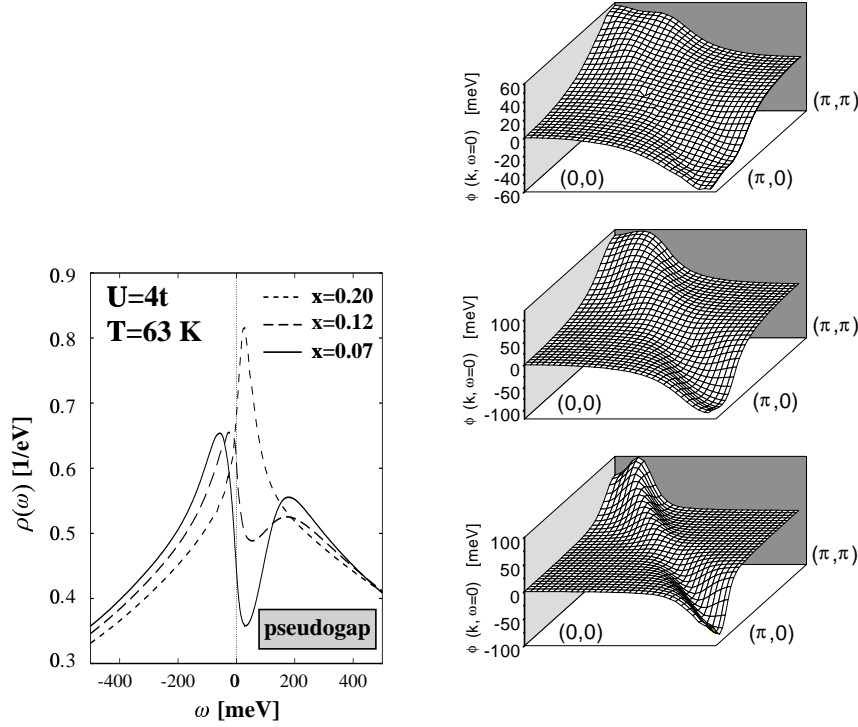 0.9
0.8
0.7
0.6
0.5
0.4
0.3
ρ(ω) [1/eV]
U=4t
T=63 K
x=0.20
x=0.12
x=0.07
pseudogap
-400
-200
0
200
400
ω [meV]
60
40
20
0
-20
-40
-60
ϕ (k, ω=0) [meV]
(0,0)
(π,0)
(π,π)
100
50
0
-50
-100
ϕ (k, ω=0) [meV]
(0,0)
(π,0)
(π,π)
100
50
0
-50
-100
ϕ (k, ω=0) [meV]
(0,0)
(π,0)
(π,π)